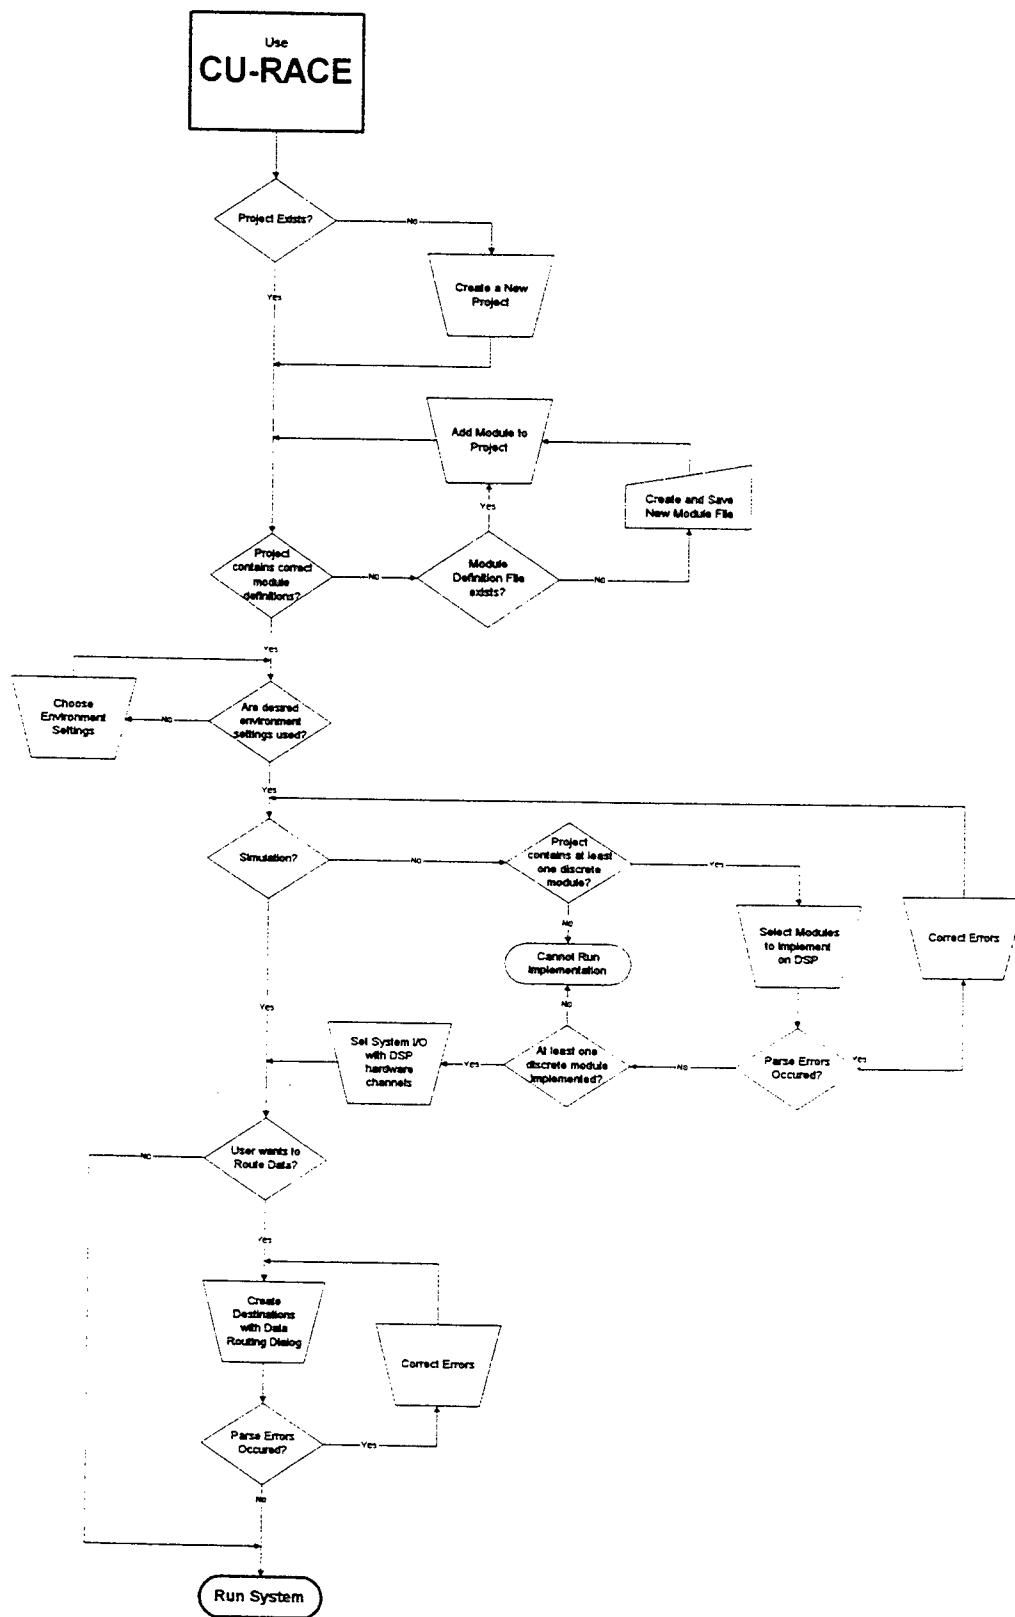 Use
CU-RACE
Project Exists?
No
Yes
Create a New
Project
Add Module to
Project
Yes
Create and Save
New Module File
Project
contains correct
module
definitions?
No
Module
Definition File
exists?
No
Yes
Choose
Environment
Settings
No
Are desired
environment
settings used?
Yes
Simulation?
No
Project
contains at least
one discrete
module?
Yes
No
Select Modules
to Implement
on DSP
Correct Errors
Cannot Run
Implementation
No
Yes
Set System I/O
with DSP
hardware
channels
Yes
At least one
discrete module
implemented?
No
Parse Errors
Occured?
Yes
User wants to
Route Data?
No
Yes
Create
Destinations
with Data
Routing Dialog
Correct Errors
Parse Errors
Occured?
Yes
No
Run System